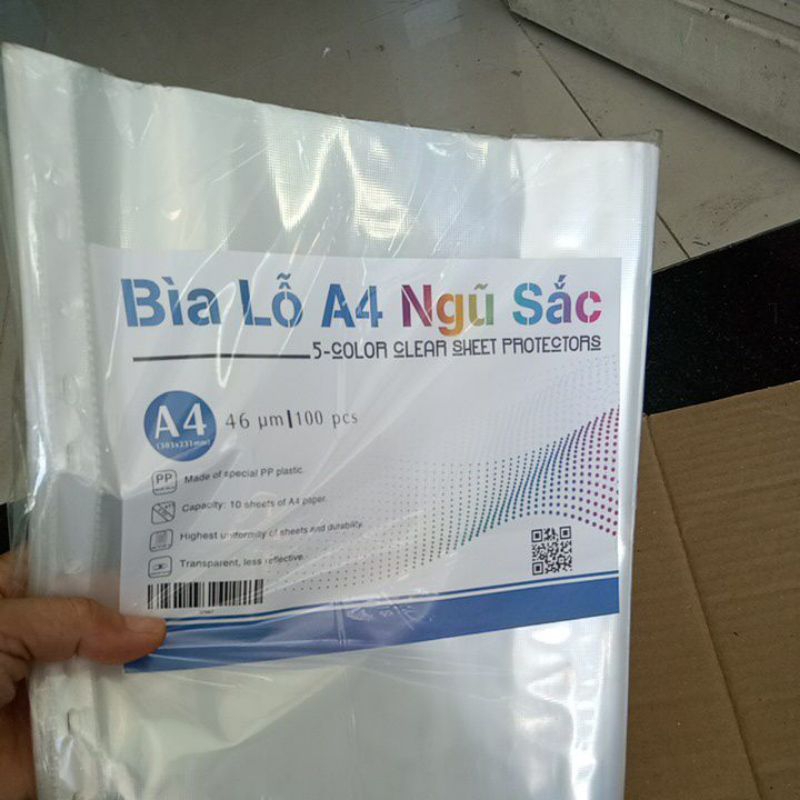 Bìa Lỗ A4 Ngũ Sắc
5-COLOR CLEAR SHEET PROTECTORS
A4
(303x231mm)
46 µm|100 pcs
PP
Made of special PP plastic.
Capacity: 10 sheets of A4 paper.
Highest uniformity of sheets and durability.
Transparent, less reflective.